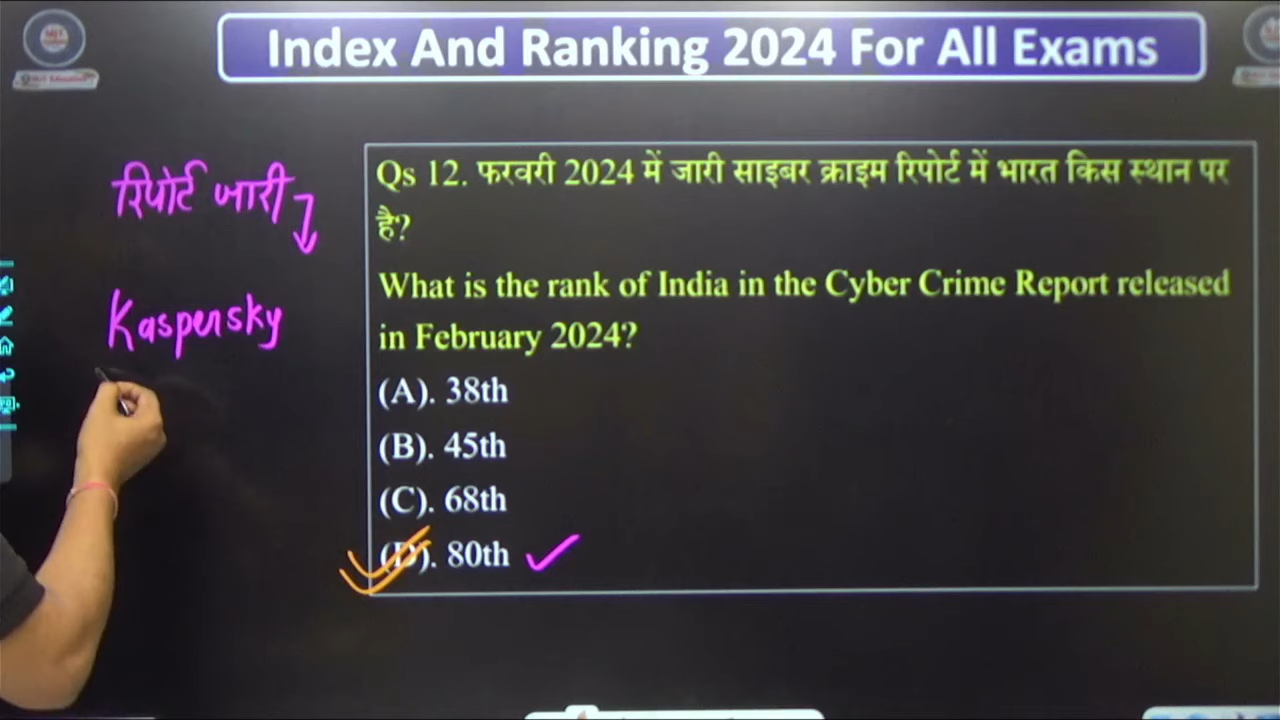 Index And Ranking 2024 For All Exams
रिपोर्ट जारी
Kaspersky
Qs 12. फरवरी 2024 में जारी साइबर क्राइम रिपोर्ट में भारत किस स्थान पर
है?
What is the rank of India in the Cyber Crime Report released
in February 2024?
(A). 38th
(B). 45th
(C). 68th
(D). 80th